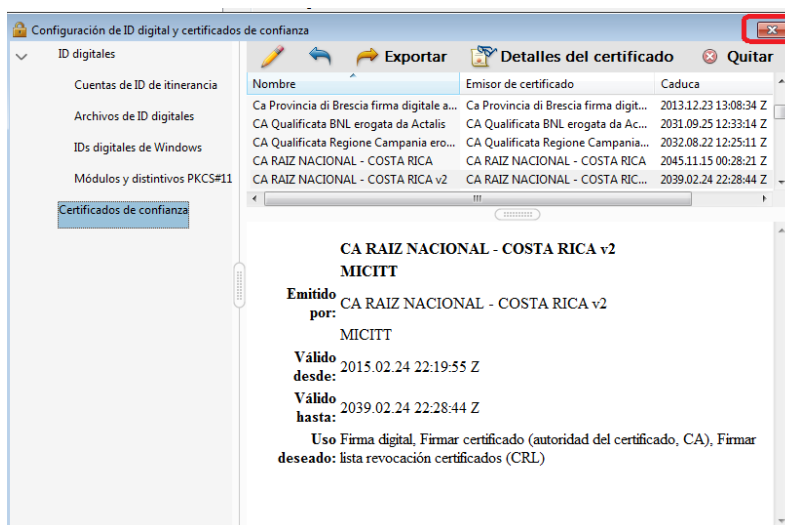 Configuración de ID digital y certificados de confianza
ID digitales
Cuentas de ID de itinerancia
Archivos de ID digitales
IDs digitales de Windows
Módulos y distintivos PKCS#11
Certificados de confianza
Exportar Detalles del certificado Quitar
Nombre Emisor de certificado Caduca
Ca Provincia di Brescia firma digitale a... Ca Provincia di Brescia firma digit... 2013.12.23 13:08:34 Z
CA Qualificata BNL erogata da Actalis CA Qualificata BNL erogata da Ac... 2031.09.25 12:33:14 Z
CA Qualificata Regione Campania ero... CA Qualificata Regione Campania... 2032.08.22 12:25:11 Z
CA RAIZ NACIONAL - COSTA RICA CA RAIZ NACIONAL - COSTA RICA 2045.11.15 00:28:21 Z
CA RAIZ NACIONAL - COSTA RICA v2 CA RAIZ NACIONAL - COSTA RIC... 2039.02.24 22:28:44 Z
CA RAIZ NACIONAL - COSTA RICA v2
MICITT
Emitido por: CA RAIZ NACIONAL - COSTA RICA v2
MICITT
Válido desde: 2015.02.24 22:19:55 Z
Válido hasta: 2039.02.24 22:28:44 Z
Uso Firma digital, Firmar certificado (autoridad del certificado, CA), Firmar
deseado: lista revocación certificados (CRL)